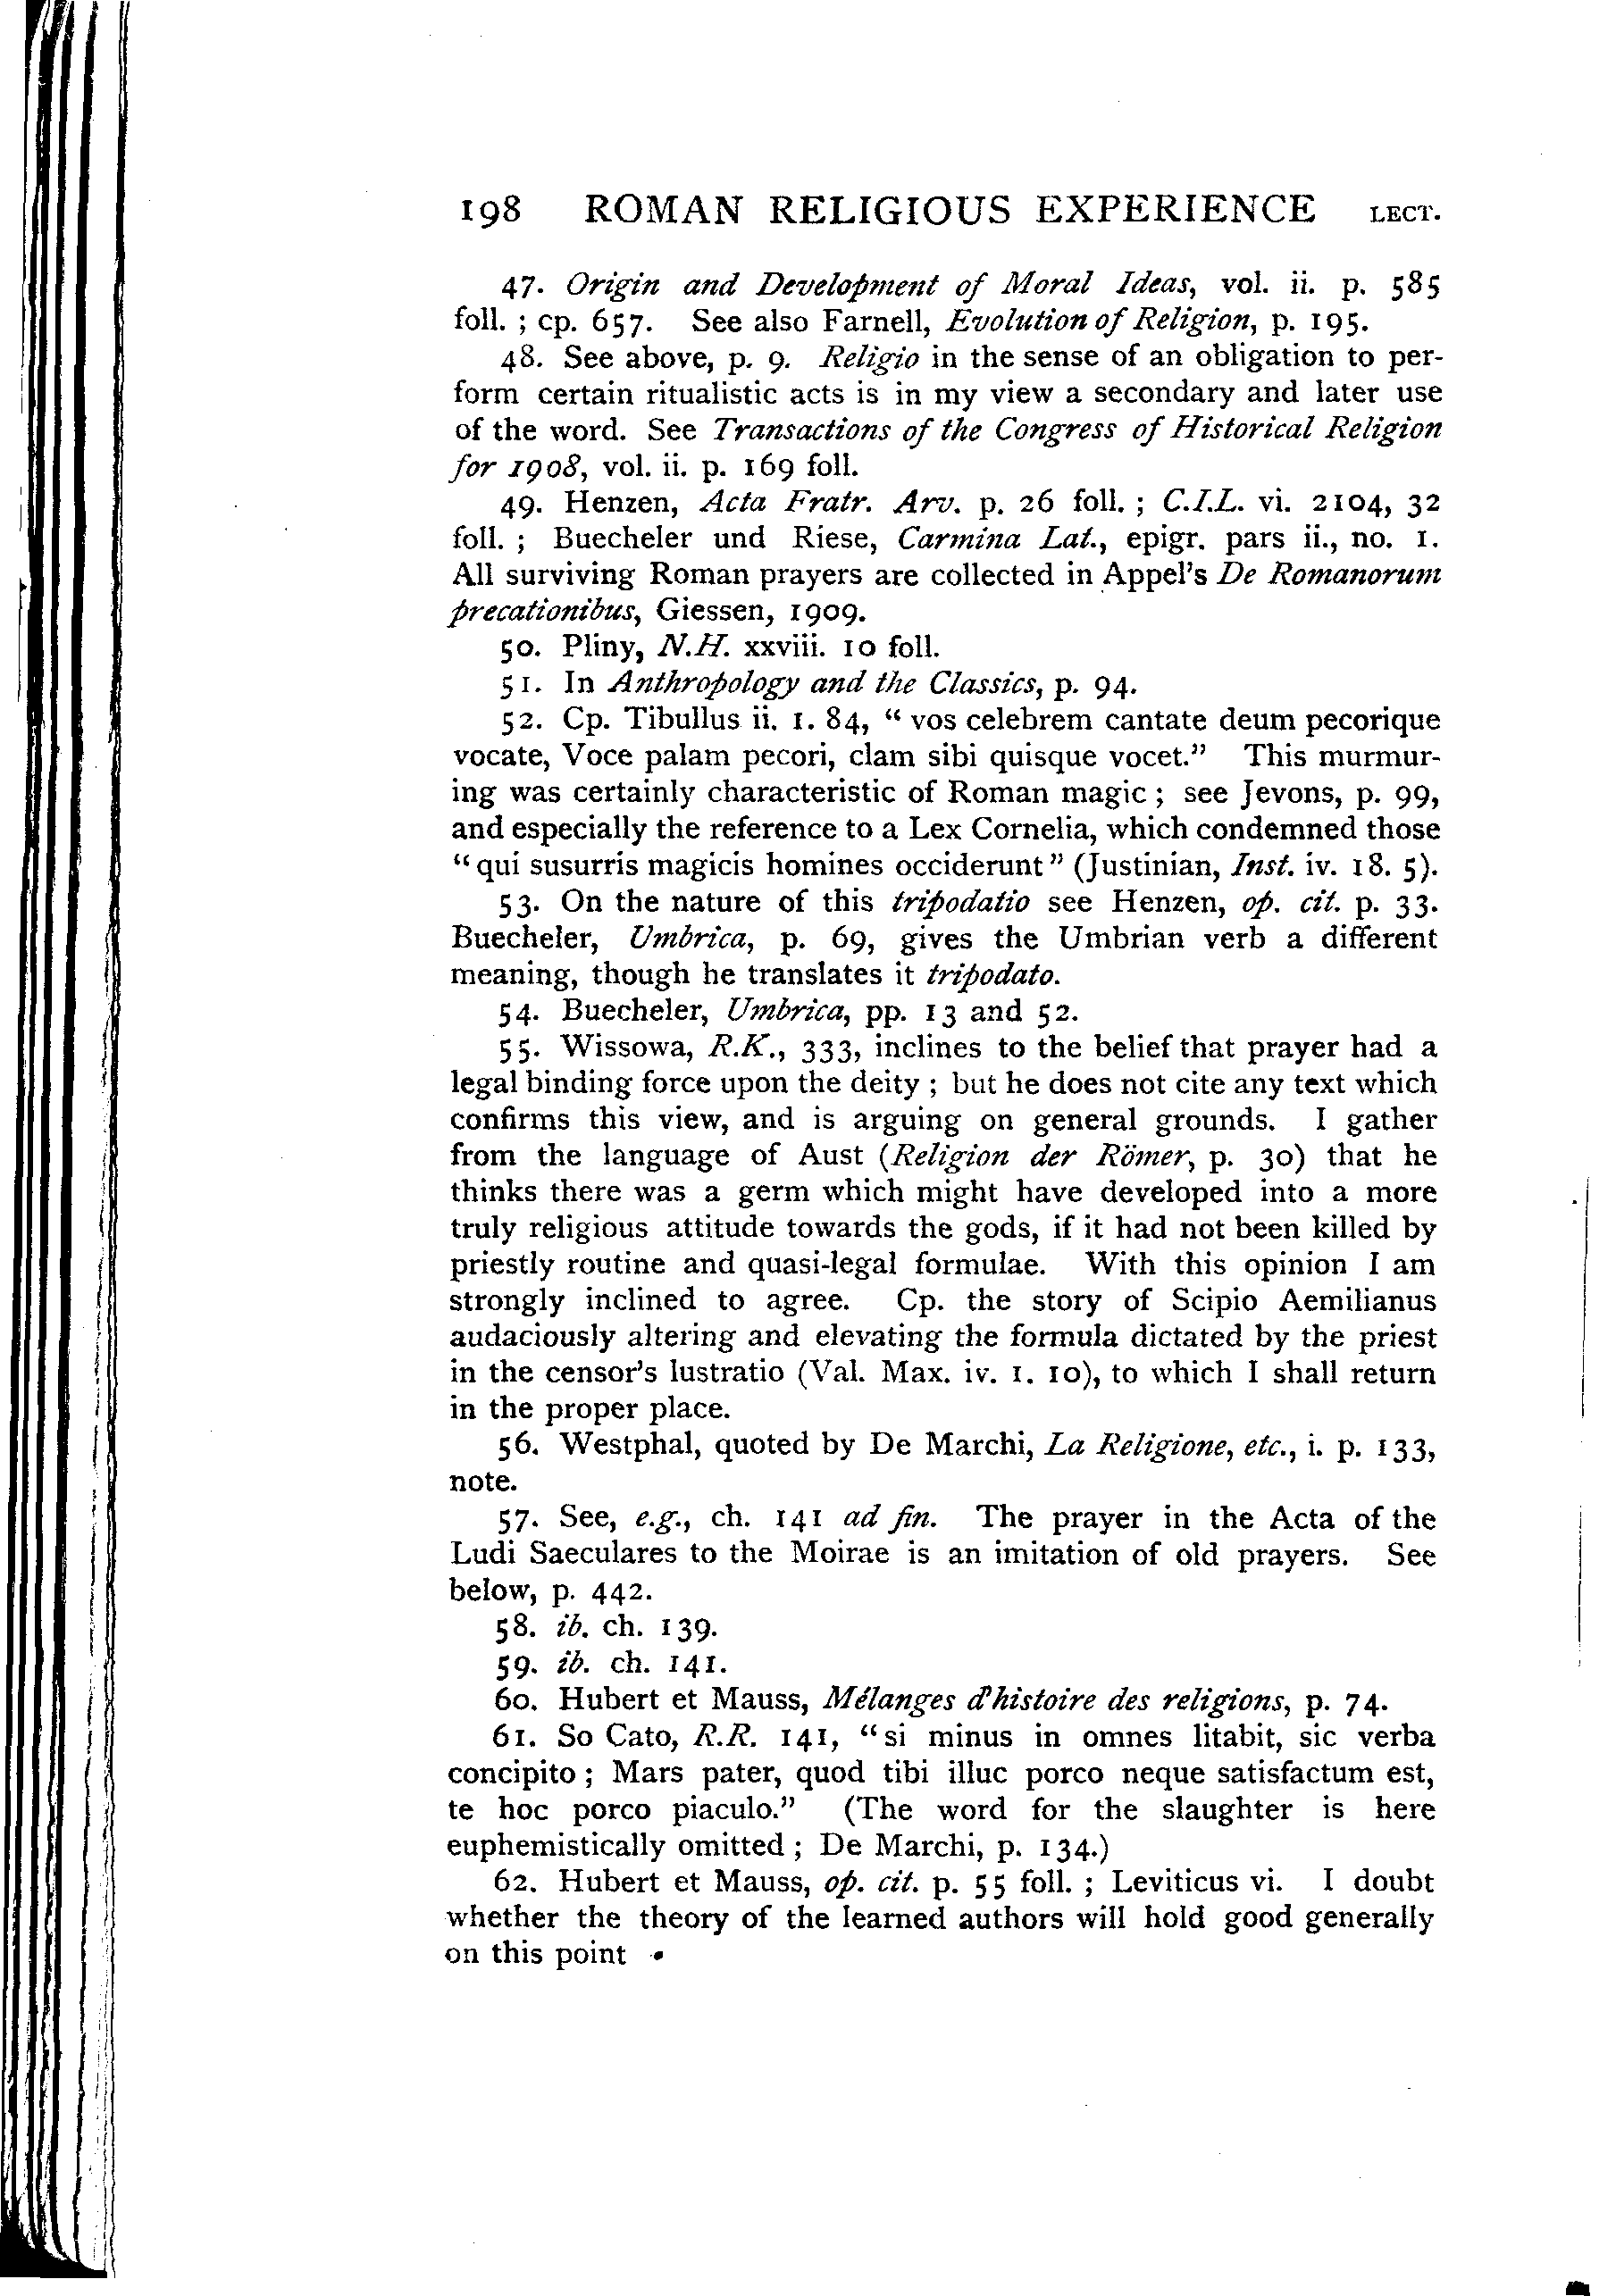 198 ROMAN RELIGIOUS EXPERIENCE LECT.
47. Origin and Development of Moral Ideas, vol. ii. p. 585
foll. ; cp. 657. See also Farnell, Evolution of Religion, p. 195.
48. See above, p. 9. Religio in the sense of an obligation to per-
form certain ritualistic acts is in my view a secondary and later use
of the word. See Transactions of the Congress of Historical Religion
for 1908, vol. ii. p. 169 foll.
49. Henzen, Acta Fratr. Arv. p. 26 foll. ; C.I.L. vi. 2104, 32
foll. ; Buecheler und Riese, Carmina Lat., epigr. pars ii., no. 1.
All surviving Roman prayers are collected in Appel's De Romanorum
precationibus, Giessen, 1909.
50. Pliny, N.H. xxviii. 10 foll.
51. In Anthropology and the Classics, p. 94.
52. Cp. Tibullus ii. 1. 84, “ vos celebrem cantate deum pecorique
vocate, Voce palam pecori, clam sibi quisque vocet.” This murmur-
ing was certainly characteristic of Roman magic ; see Jevons, p. 99,
and especially the reference to a Lex Cornelia, which condemned those
“ qui susurris magicis homines occiderunt ” (Justinian, Inst. iv. 18. 5).
53. On the nature of this tripodatio see Henzen, op. cit. p. 33.
Buecheler, Umbrica, p. 69, gives the Umbrian verb a different
meaning, though he translates it tripodato.
54. Buecheler, Umbrica, pp. 13 and 52.
55. Wissowa, R.K., 333, inclines to the belief that prayer had a
legal binding force upon the deity ; but he does not cite any text which
confirms this view, and is arguing on general grounds. I gather
from the language of Aust (Religion der Römer, p. 30) that he
thinks there was a germ which might have developed into a more
truly religious attitude towards the gods, if it had not been killed by
priestly routine and quasi-legal formulae. With this opinion I am
strongly inclined to agree. Cp. the story of Scipio Aemilianus
audaciously altering and elevating the formula dictated by the priest
in the censor's lustratio (Val. Max. iv. 1. 10), to which I shall return
in the proper place.
56. Westphal, quoted by De Marchi, La Religione, etc., i. p. 133,
note.
57. See, e.g., ch. 141 ad fin. The prayer in the Acta of the
Ludi Saeculares to the Moirae is an imitation of old prayers. See
below, p. 442.
58. ib. ch. 139.
59. ib. ch. 141.
60. Hubert et Mauss, Mélanges d'histoire des religions, p. 74.
61. So Cato, R.R. 141, “ si minus in omnes litabit, sic verba
concipito ; Mars pater, quod tibi illuc porco neque satisfactum est,
te hoc porco piaculo.” (The word for the slaughter is here
euphemistically omitted ; De Marchi, p. 134.)
62. Hubert et Mauss, op. cit. p. 55 foll. ; Leviticus vi. I doubt
whether the theory of the learned authors will hold good generally
on this point .